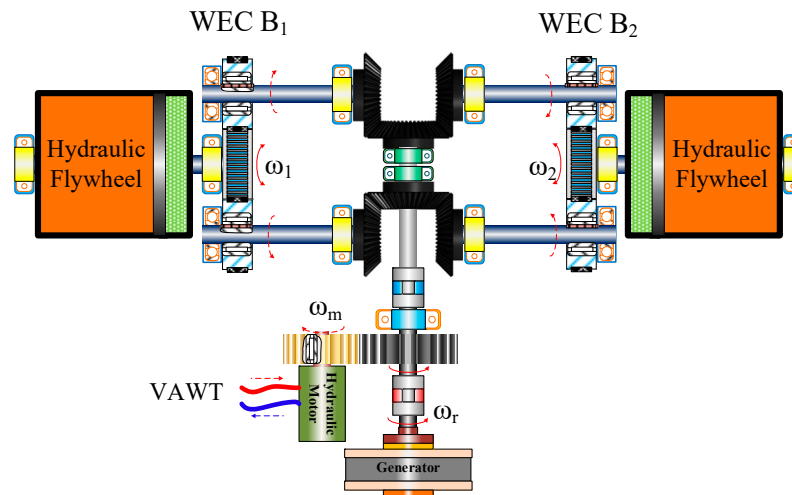 WEC B₁
WEC B₂
Hydraulic
Flywheel
ω₁
ω₂
Hydraulic
Flywheel
ωₘ
VAWT
Hydraulic
Motor
ωᵣ
Generator